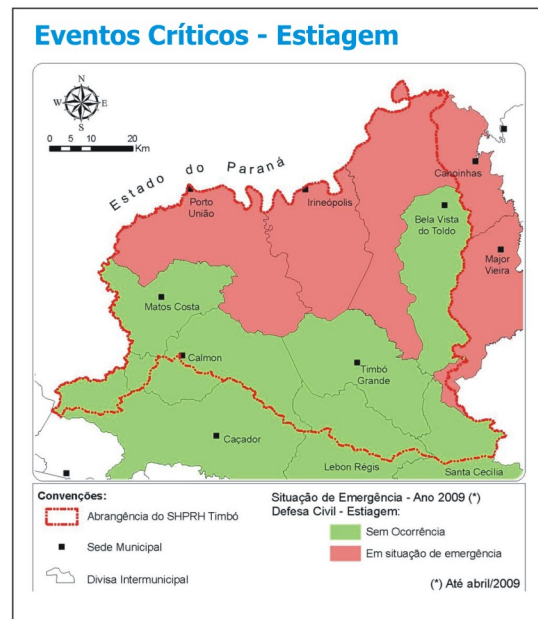 Eventos Críticos - Estiagem
N
W E
S
0 5 10 20
Km
Estado do Paraná
Canoinhas
Porto
União
Irineópolis
Bela Vista
do Toldo
Major
Vieira
Matos Costa
Calmon
Timbó
Grande
Caçador
Lebon Régis
Santa Cecília
Convenções:
Abrangência do SHPRH Timbó
Sede Municipal
Divisa Intermunicipal
Situação de Emergência - Ano 2009 (*)
Defesa Civil - Estiagem:
Sem Ocorrência
Em situação de emergência
(*) Até abril/2009